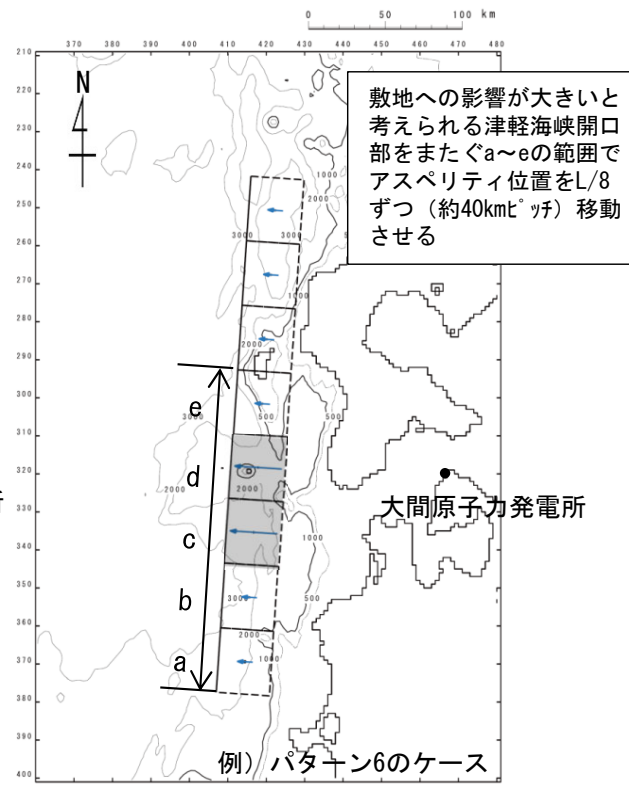 0 50 100 km
370 380 390 400 410 420 430 440 450 460 470 480
210
220
230
240
250
260
270
280
290
300
310
320
330
340
350
360
370
380
390
400
N
敷地への影響が大きいと
考えられる津軽海峡開口
部をまたぐa~eの範囲で
アスペリティ位置をL/8
ずつ(約40kmピッチ)移動
させる
1000
2000
3000
3000
1000
2000
e
500
500
3000
d
2000
2000
大間原子力発電所
c
1000
b
300
500
2000
a
1000
例)パターン6のケース